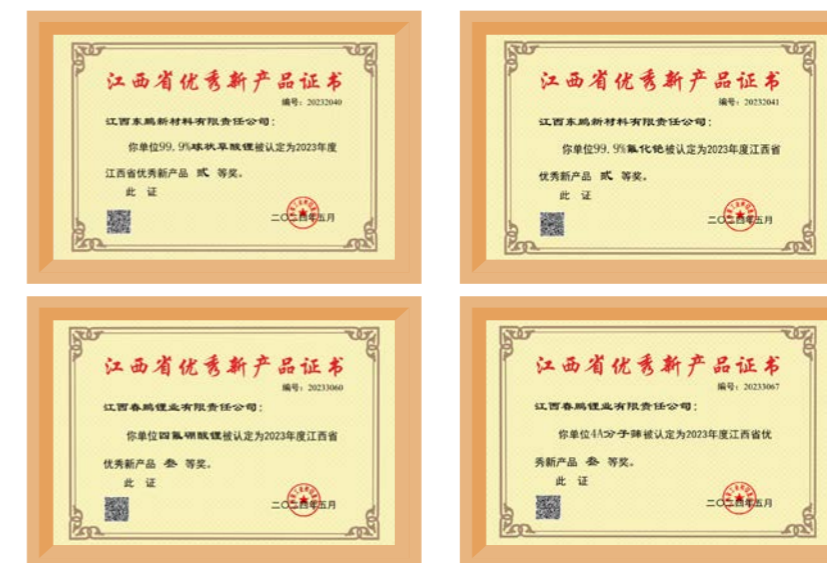 江西省优秀新产品证书
编号：20232040
江西东鹏新材料有限责任公司：
你单位99.9%球状草酸锂被认定为2023年度
江西省优秀新产品 贰 等奖。
此 证
二〇二四年五月
江西省优秀新产品证书
编号：20232041
江西东鹏新材料有限责任公司：
你单位99.9%氟化铯被认定为2023年度江西省
优秀新产品 贰 等奖。
此 证
二〇二四年五月
江西省优秀新产品证书
编号：20233060
江西春鹏锂业有限责任公司：
你单位四氟硼酸锂被认定为2023年度江西省
优秀新产品 叁 等奖。
此 证
二〇二四年五月
江西省优秀新产品证书
编号：20233067
江西春鹏锂业有限责任公司：
你单位4A分子筛被认定为2023年度江西省优
秀新产品 叁 等奖。
此 证
二〇二四年五月